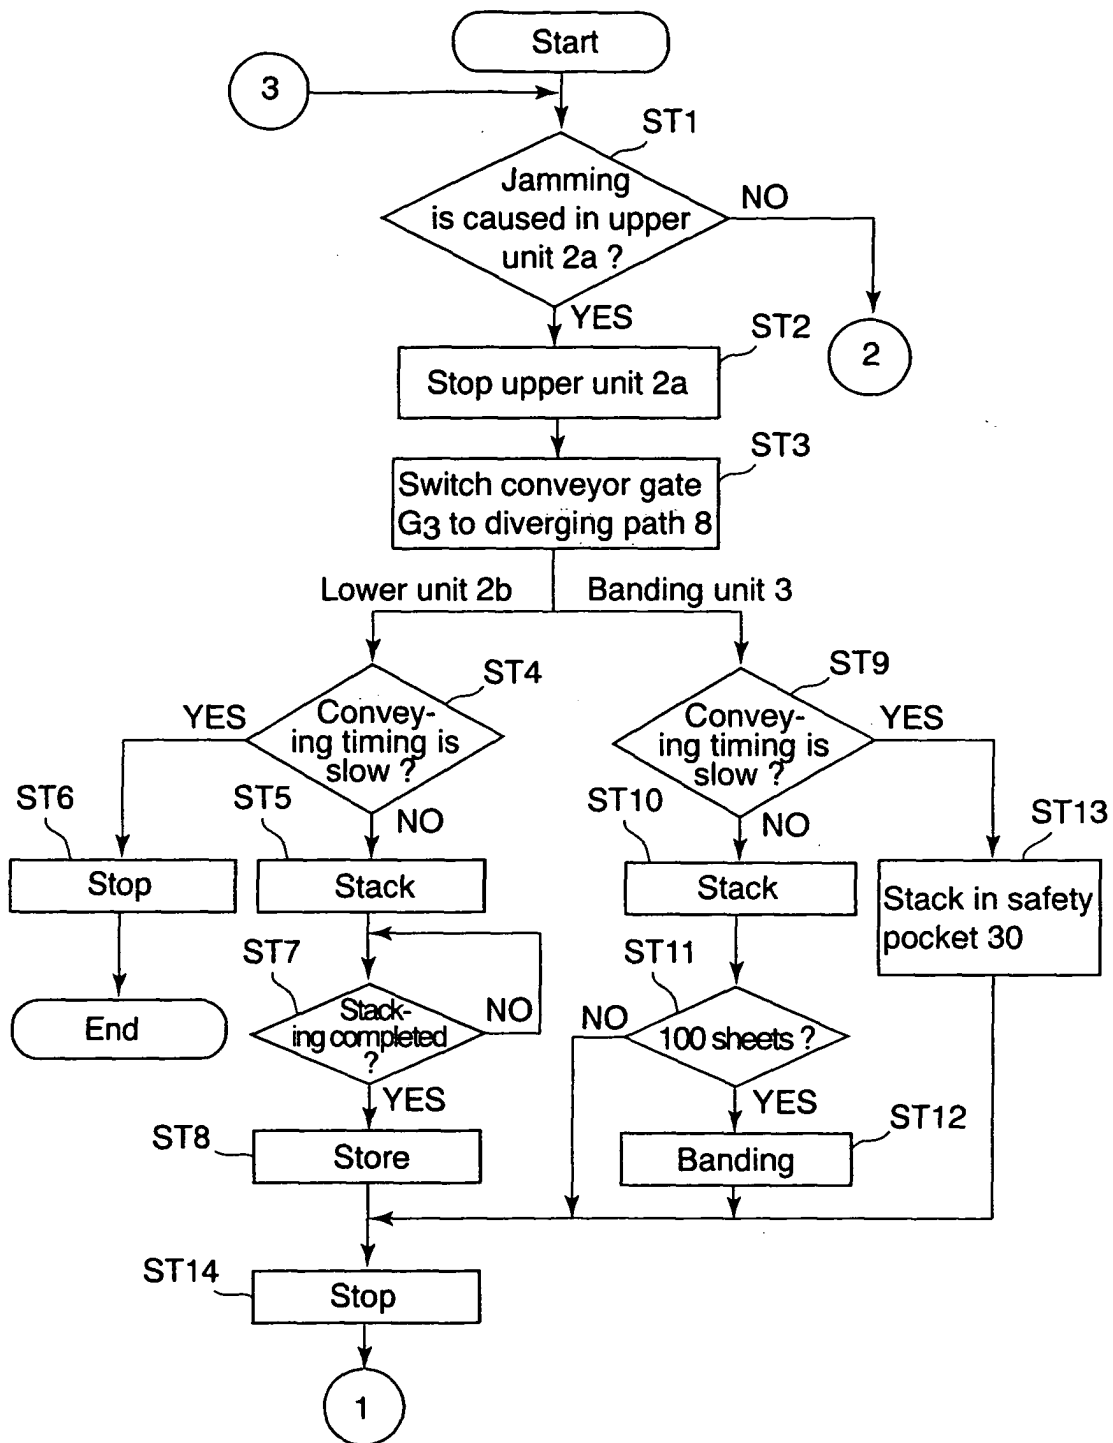 Start
3
ST1
Jamming
is caused in upper
unit 2a ?
NO
YES
ST2
2
Stop upper unit 2a
ST3
Switch conveyor gate
G3 to diverging path 8
Lower unit 2b
Banding unit 3
ST4
ST9
YES
Convey-
ing timing is
slow ?
Convey-
ing timing is
slow ?
YES
ST6
ST5
NO
ST10
NO
ST13
Stop
Stack
Stack
Stack in safety
pocket 30
ST7
ST11
End
Stack-
ing completed
?
NO
NO
100 sheets ?
YES
YES
ST8
ST12
Store
Banding
ST14
Stop
1